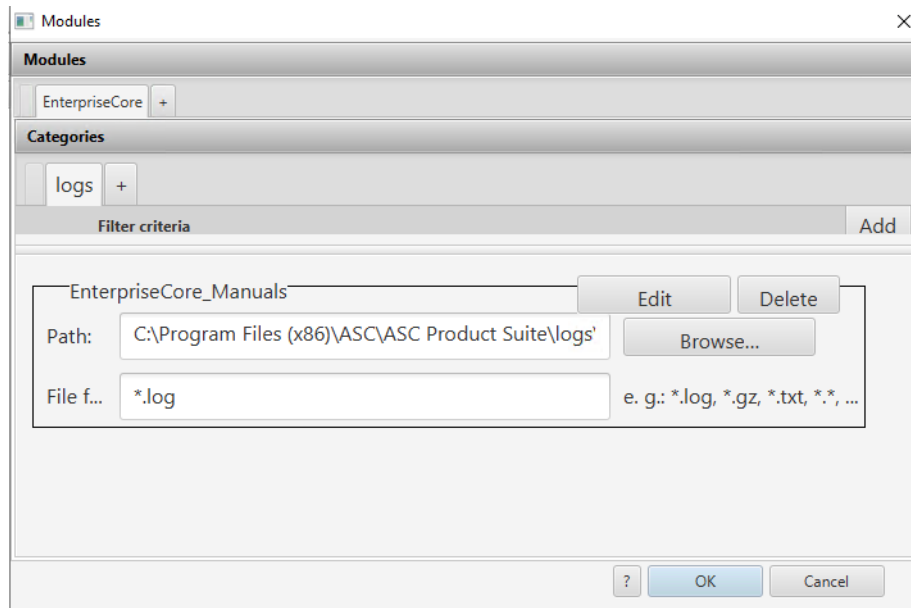 Modules
Modules
EnterpriseCore +
Categories
logs +
Filter criteria Add
EnterpriseCore_Manuals Edit Delete
Path: C:\Program Files (x86)\ASC\ASC Product Suite\logs\ Browse...
File f... *.log e. g.: *.log, *.gz, *.txt, *.*, ...
? OK Cancel